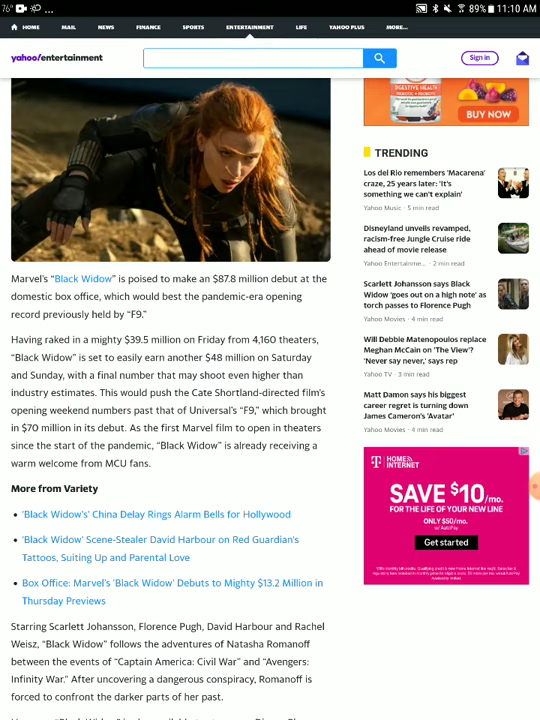 76°
89% 11:10 AM
HOME MAIL NEWS FINANCE SPORTS ENTERTAINMENT LIFE YAHOO PLUS MORE...
yahoo/entertainment
Sign in
DIGESTIVE HEALTH
BUY NOW
Marvel's “Black Widow” is poised to make an $87.8 million debut at the
domestic box office, which would best the pandemic-era opening
record previously held by “F9.”
Having raked in a mighty $39.5 million on Friday from 4,160 theaters,
“Black Widow” is set to easily earn another $48 million on Saturday
and Sunday, with a final number that may shoot even higher than
industry estimates. This would push the Cate Shortland-directed film's
opening weekend numbers past that of Universal's “F9,” which brought
in $70 million in its debut. As the first Marvel film to open in theaters
since the start of the pandemic, “Black Widow” is already receiving a
warm welcome from MCU fans.
More from Variety
• 'Black Widow's' China Delay Rings Alarm Bells for Hollywood
• 'Black Widow' Scene-Stealer David Harbour on Red Guardian's
Tattoos, Suiting Up and Parental Love
• Box Office: Marvel's 'Black Widow' Debuts to Mighty $13.2 Million in
Thursday Previews
Starring Scarlett Johansson, Florence Pugh, David Harbour and Rachel
Weisz, “Black Widow” follows the adventures of Natasha Romanoff
between the events of “Captain America: Civil War” and “Avengers:
Infinity War.” After uncovering a dangerous conspiracy, Romanoff is
forced to confront the darker parts of her past.
TRENDING
Los del Rio remembers 'Macarena'
craze, 25 years later: 'It's
something we can't explain'
Yahoo Music · 5 min read
Disneyland unveils revamped,
racism-free Jungle Cruise ride
ahead of movie release
Yahoo Entertainme... · 2 min read
Scarlett Johansson says Black
Widow 'goes out on a high note' as
torch passes to Florence Pugh
Yahoo Movies · 4 min read
Will Debbie Matenopoulos replace
Meghan McCain on 'The View'?
'Never say never,' says rep
Yahoo TV · 3 min read
Matt Damon says his biggest
career regret is turning down
James Cameron's 'Avatar'
Yahoo Movies · 4 min read
T HOME
INTERNET
SAVE $10/mo.
FOR THE LIFE OF YOUR NEW LINE
ONLY $50/mo.
w/ AutoPay
Get started